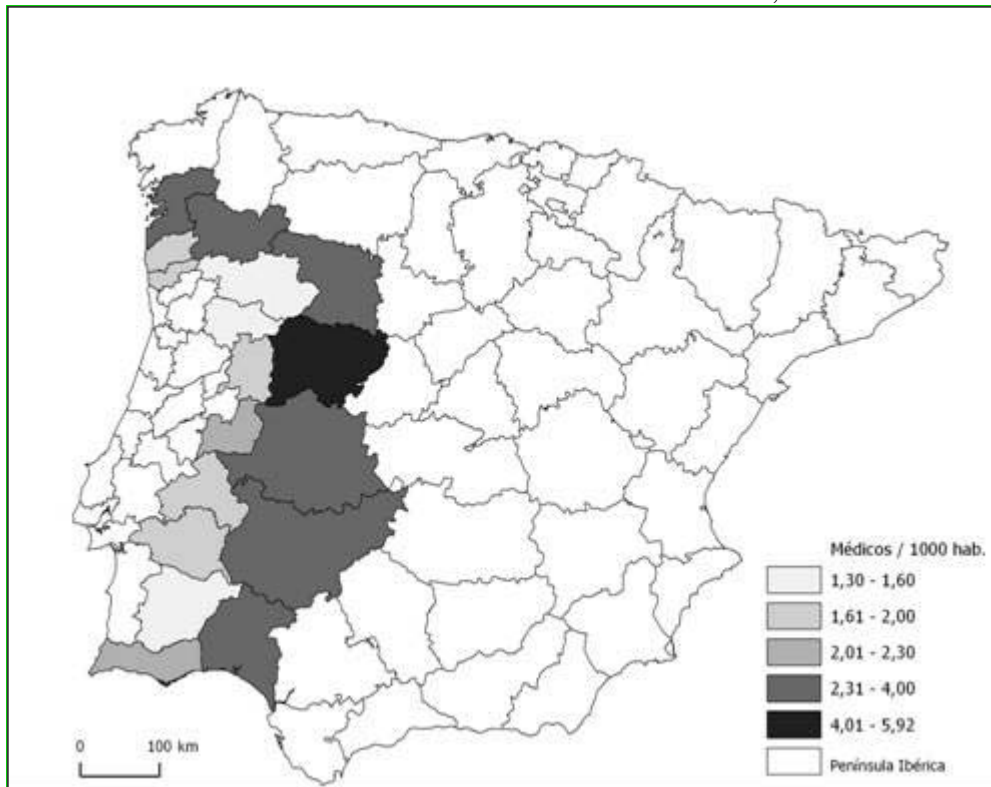 Médicos / 1000 hab.
1,30 - 1,60
1,61 - 2,00
2,01 - 2,30
2,31 - 4,00
4,01 - 5,92
Península Ibérica
0 100 km